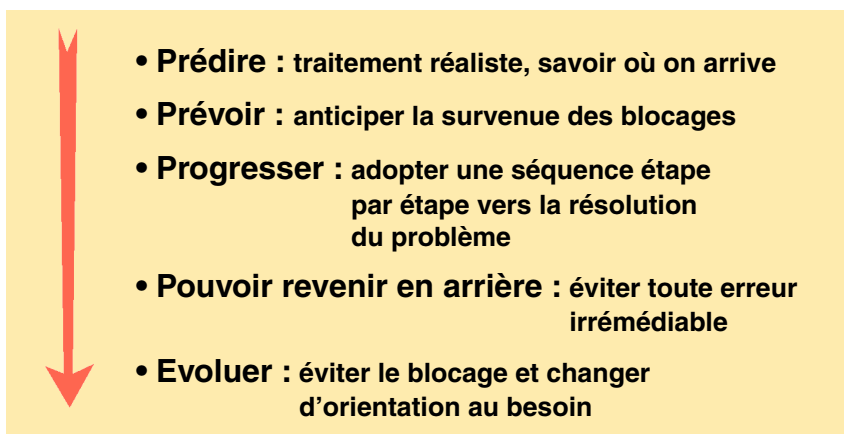 • Prédire : traitement réaliste, savoir où on arrive
• Prévoir : anticiper la survenue des blocages
• Progresser : adopter une séquence étape
par étape vers la résolution
du problème
• Pouvoir revenir en arrière : éviter toute erreur
irrémédiable
• Evoluer : éviter le blocage et changer
d’orientation au besoin